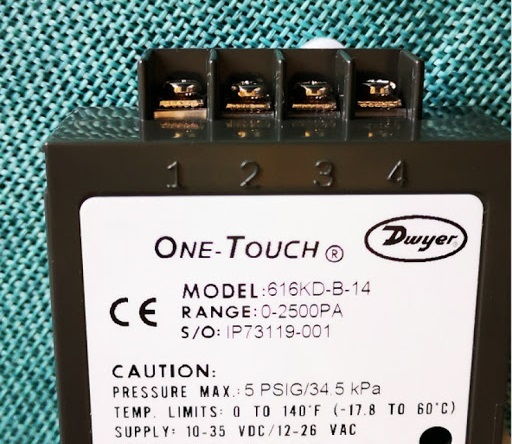 1 2 3 4
ONE-TOUCH ®
Dwyer
MODEL:616KD-B-14
CE
RANGE:0-2500PA
S/O: IP73119-001
CAUTION:
PRESSURE MAX.: 5 PSIG/34.5 kPa
TEMP. LIMITS: 0 TO 140°F (-17.8 TO 60°C)
SUPPLY: 10-35 VDC/12-26 VAC